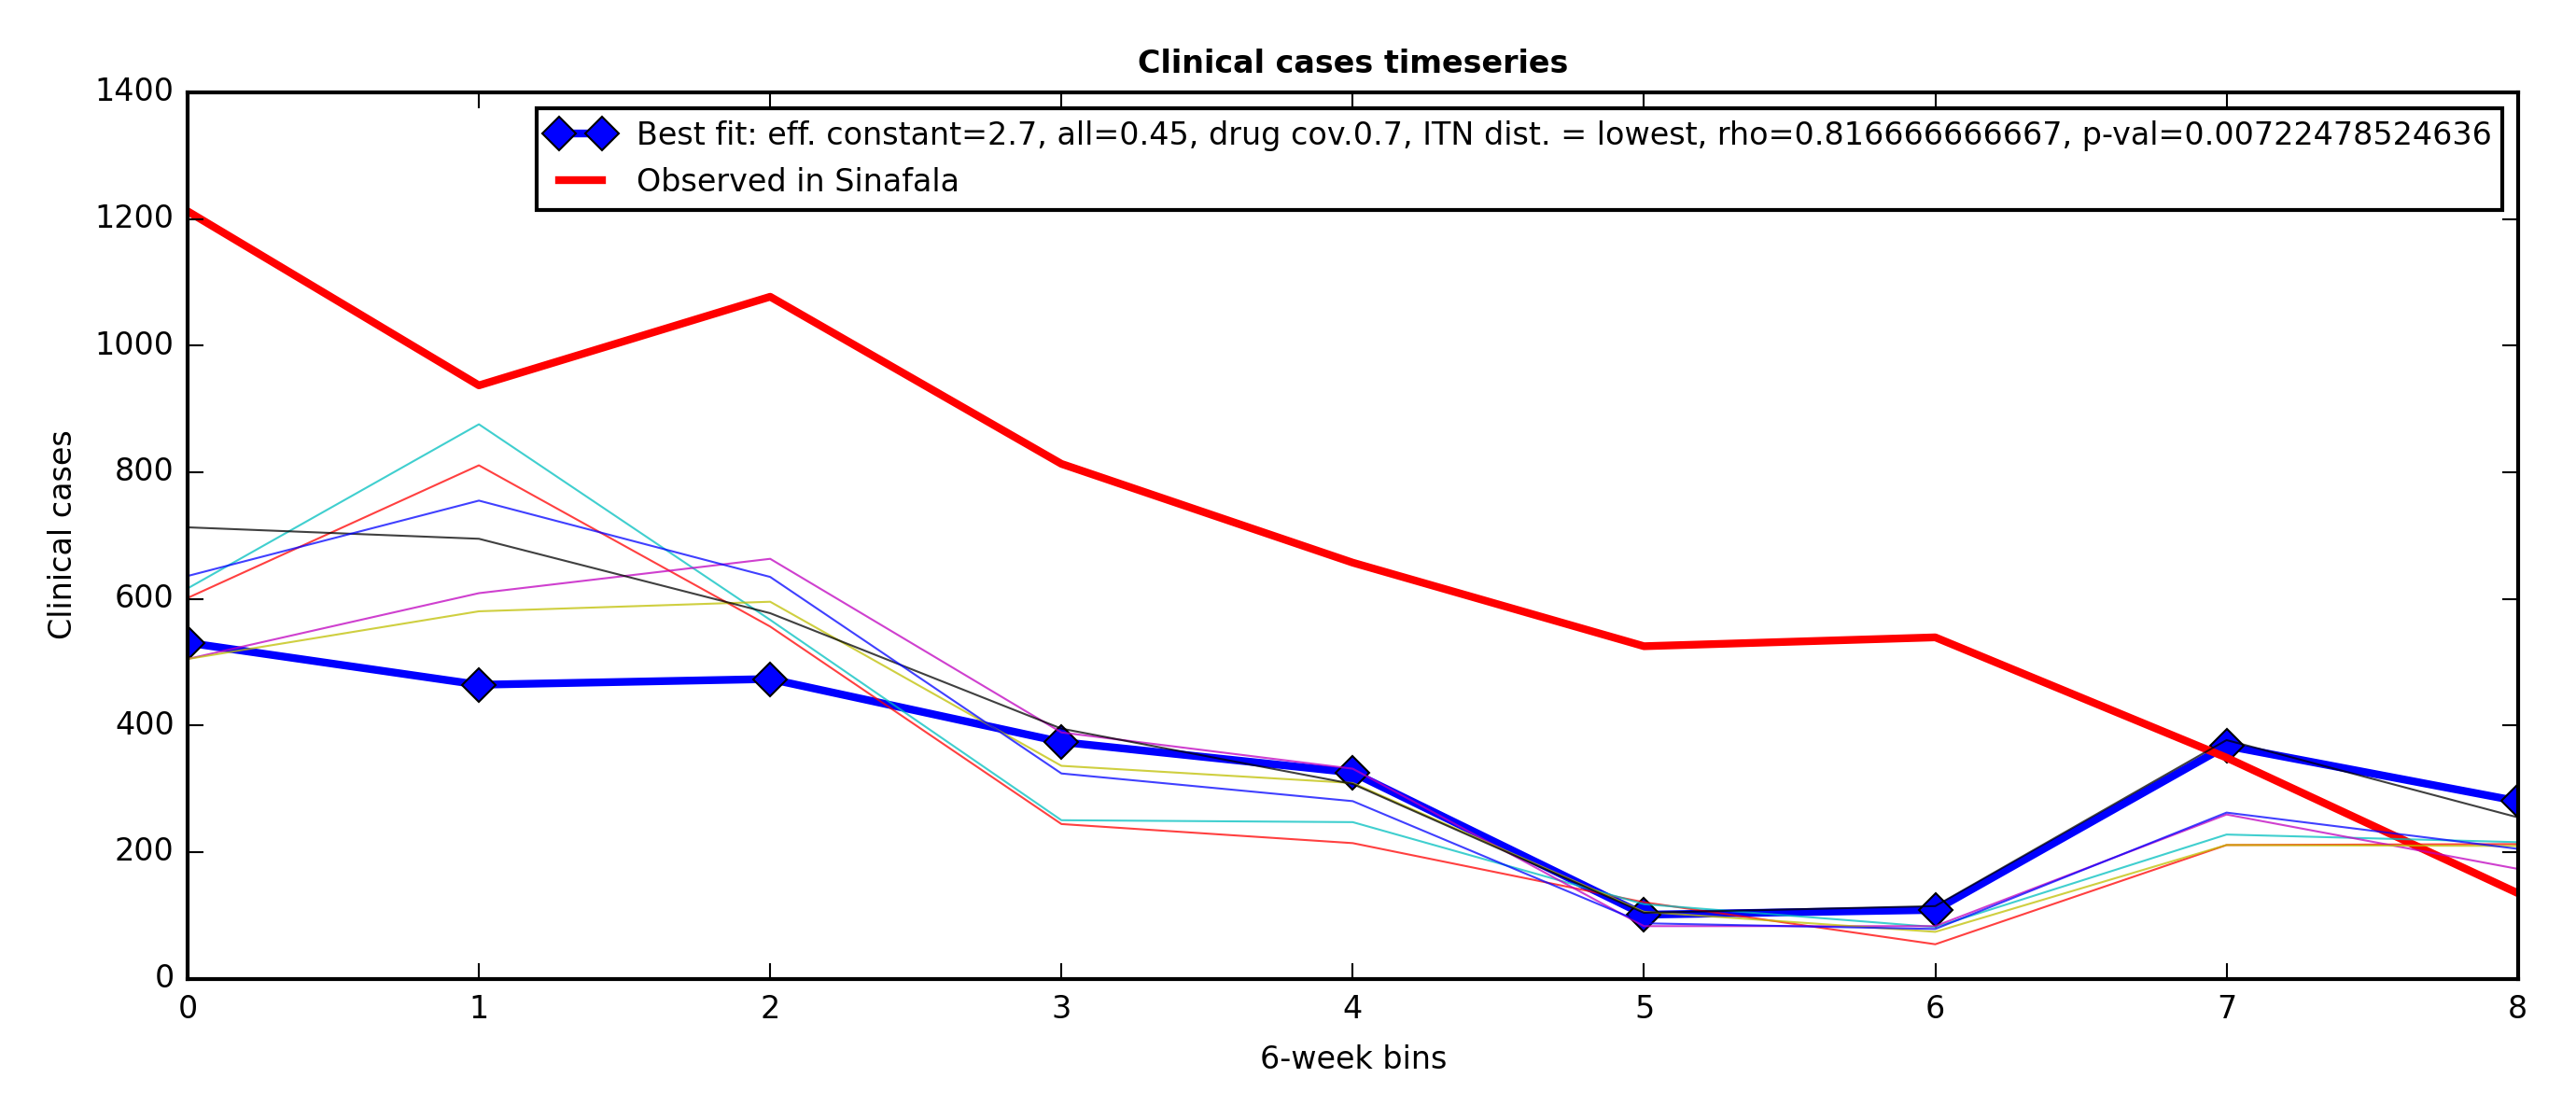 Clinical cases timeseries
1400
1200
1000
800
600
400
200
0
Clinical cases
Best fit: eff. constant=2.7, all=0.45, drug cov.0.7, ITN dist. = lowest, rho=0.816666666667, p-val=0.00722478524636
Observed in Sinafala
0 1 2 3 4 5 6 7 8
6-week bins